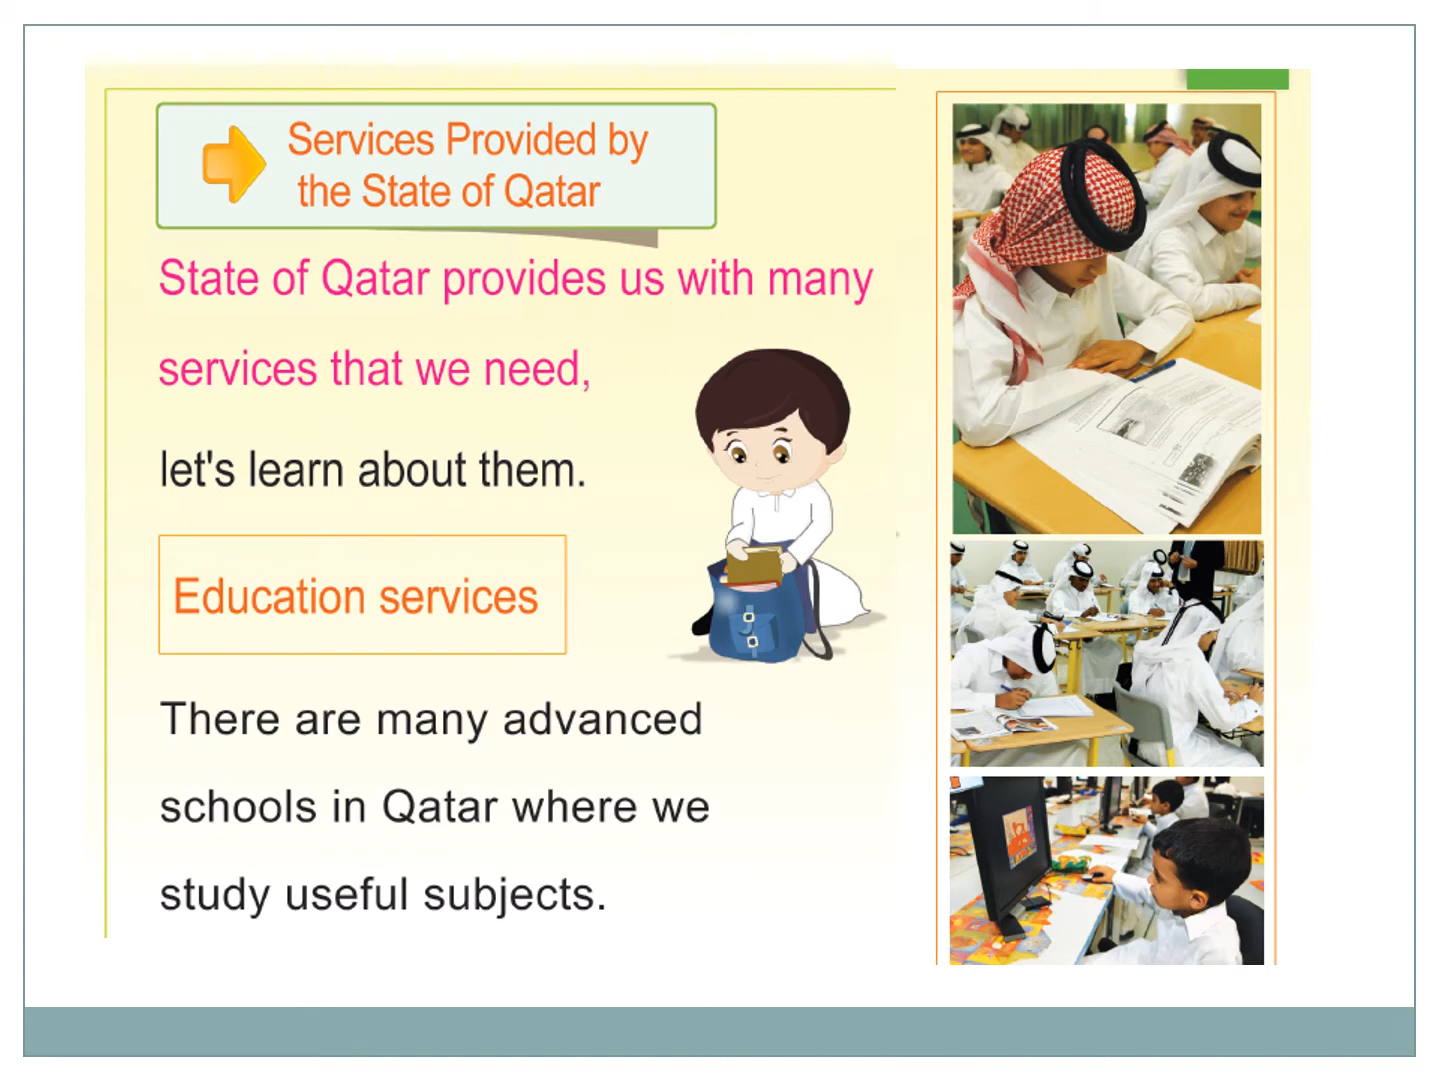 Services Provided by
the State of Qatar
State of Qatar provides us with many
services that we need,
let's learn about them.
Education services
There are many advanced
schools in Qatar where we
study useful subjects.